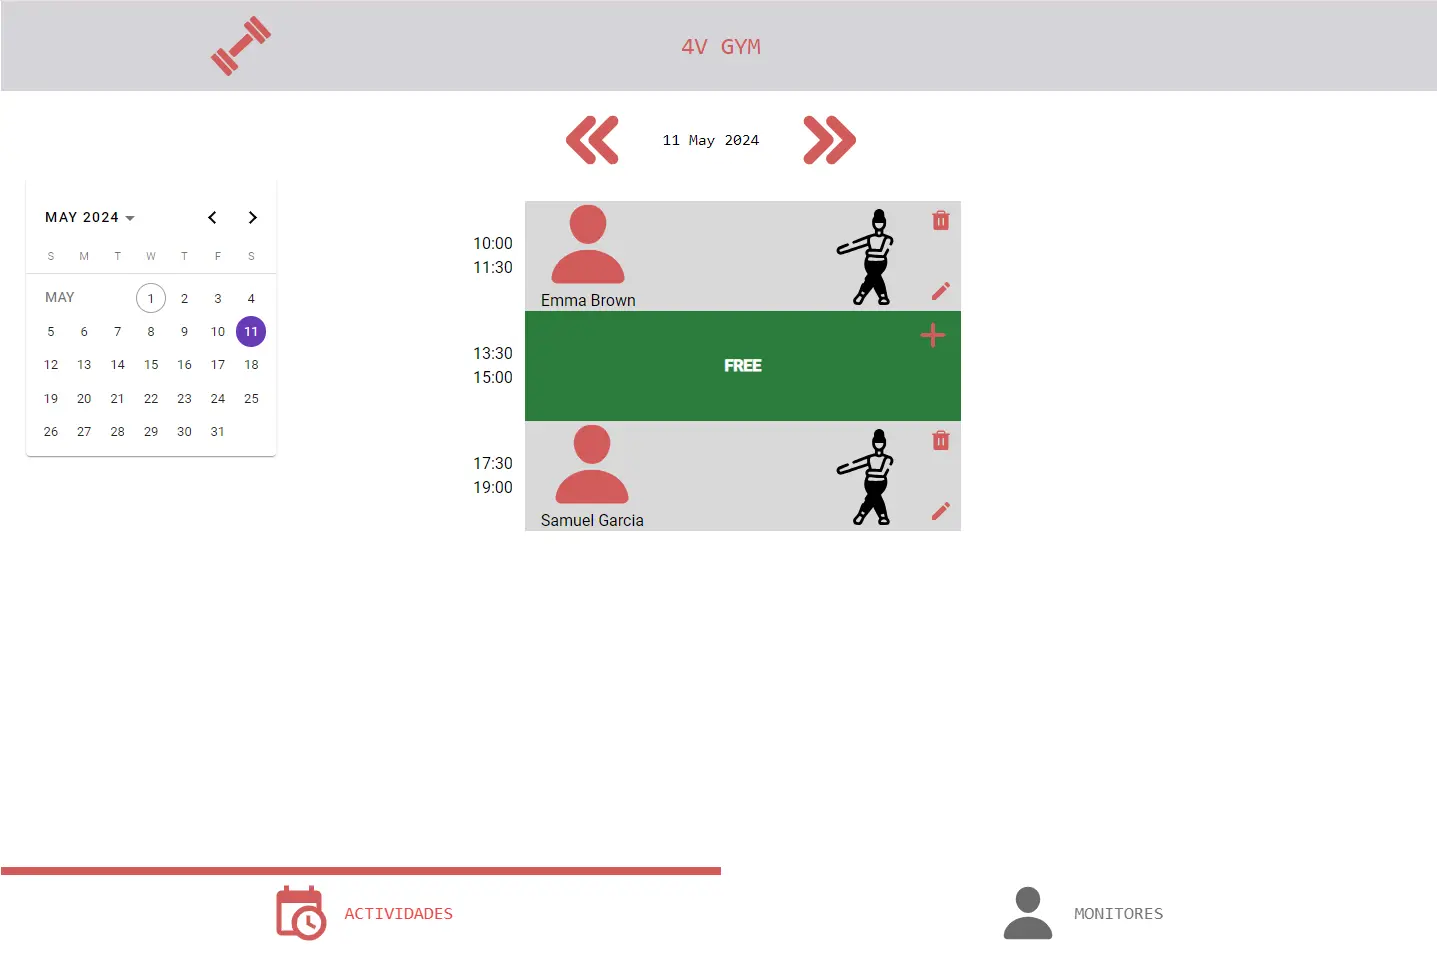 4V GYM
11 May 2024
MAY 2024
S M T W T F S
MAY 1 2 3 4
5 6 7 8 9 10 11
12 13 14 15 16 17 18
19 20 21 22 23 24 25
26 27 28 29 30 31
10:00
11:30
Emma Brown
13:30
15:00
FREE
17:30
19:00
Samuel Garcia
ACTIVIDADES
MONITORES